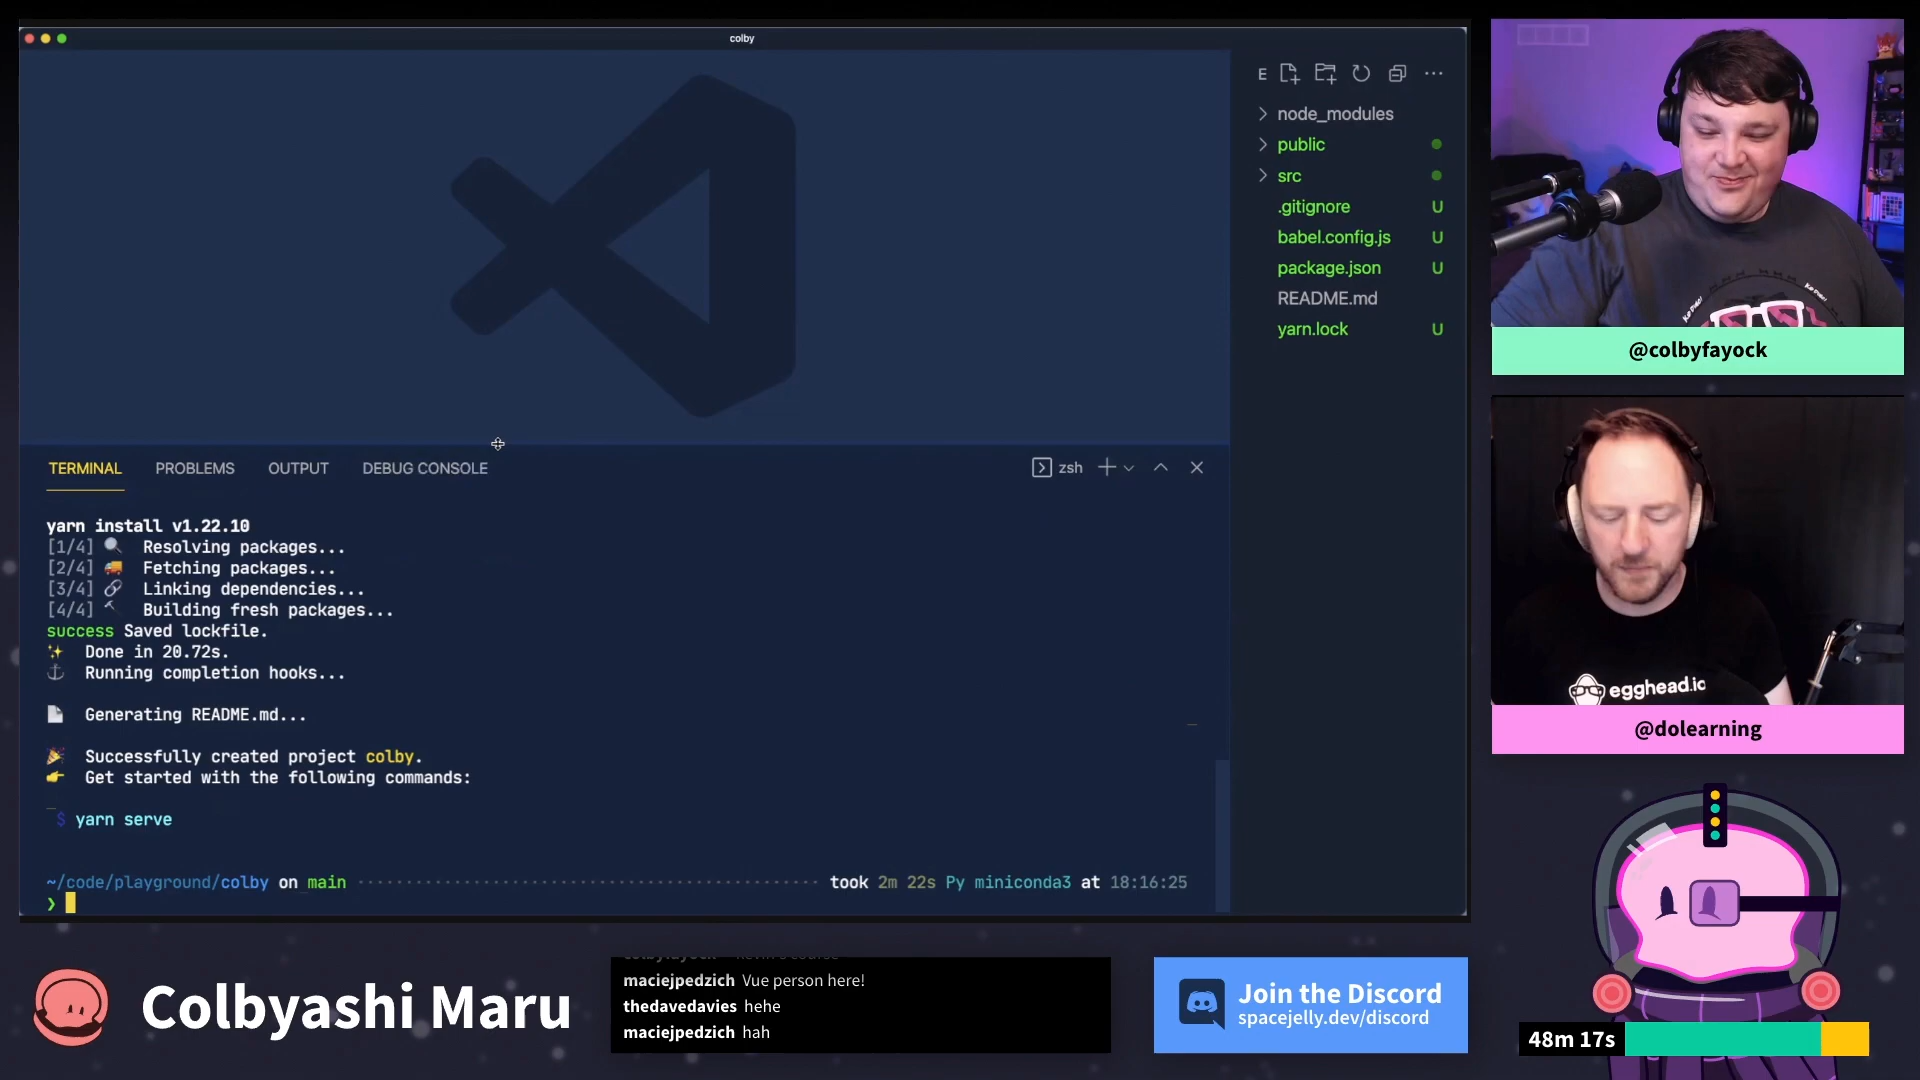 colby
E
node_modules
public
src
.gitignore U
babel.config.js U
package.json U
README.md
yarn.lock U
TERMINAL PROBLEMS OUTPUT DEBUG CONSOLE zsh
yarn install v1.22.10
[1/4] 🔍 Resolving packages...
[2/4] 🚚 Fetching packages...
[3/4] 🔗 Linking dependencies...
[4/4] 🔨 Building fresh packages...
success Saved lockfile.
✨ Done in 20.72s.
⚓ Running completion hooks...
📄 Generating README.md...
🎉 Successfully created project colby.
👉 Get started with the following commands:
$ yarn serve
~/code/playground/colby on main took 2m 22s Py miniconda3 at 18:16:25
❯
@colbyfayock
egghead.io
@dolearning
Colbyashi Maru
maciejpedzich Vue person here!
thedavedavies hehe
maciejpedzich hah
Join the Discord
spacejelly.dev/discord
48m 17s